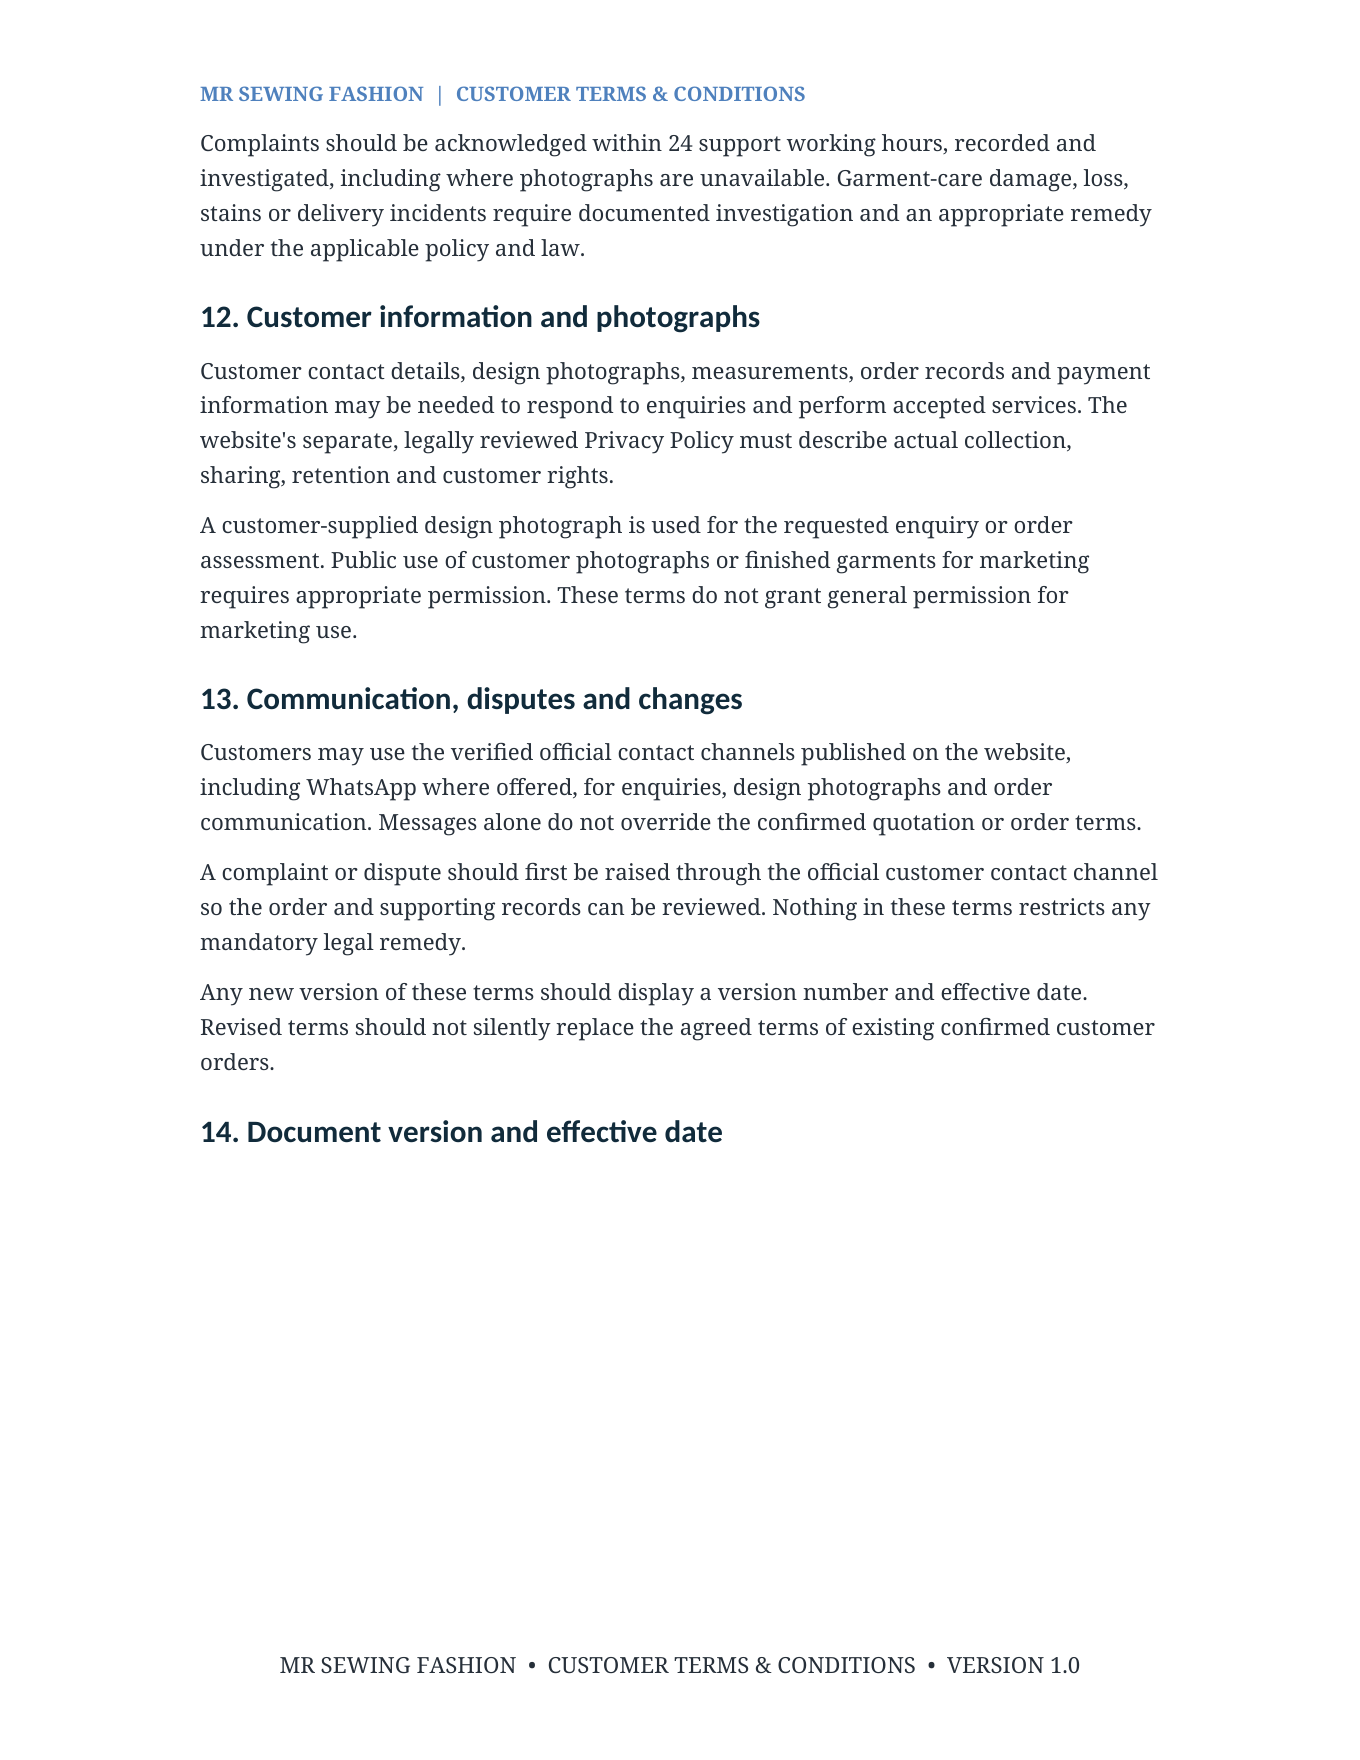 MR SEWING FASHION | CUSTOMER TERMS & CONDITIONS
Complaints should be acknowledged within 24 support working hours, recorded and
investigated, including where photographs are unavailable. Garment-care damage, loss,
stains or delivery incidents require documented investigation and an appropriate remedy
under the applicable policy and law.
12. Customer information and photographs
Customer contact details, design photographs, measurements, order records and payment
information may be needed to respond to enquiries and perform accepted services. The
website's separate, legally reviewed Privacy Policy must describe actual collection,
sharing, retention and customer rights.
A customer-supplied design photograph is used for the requested enquiry or order
assessment. Public use of customer photographs or finished garments for marketing
requires appropriate permission. These terms do not grant general permission for
marketing use.
13. Communication, disputes and changes
Customers may use the verified official contact channels published on the website,
including WhatsApp where offered, for enquiries, design photographs and order
communication. Messages alone do not override the confirmed quotation or order terms.
A complaint or dispute should first be raised through the official customer contact channel
so the order and supporting records can be reviewed. Nothing in these terms restricts any
mandatory legal remedy.
Any new version of these terms should display a version number and effective date.
Revised terms should not silently replace the agreed terms of existing confirmed customer
orders.
14. Document version and effective date
MR SEWING FASHION • CUSTOMER TERMS & CONDITIONS • VERSION 1.0